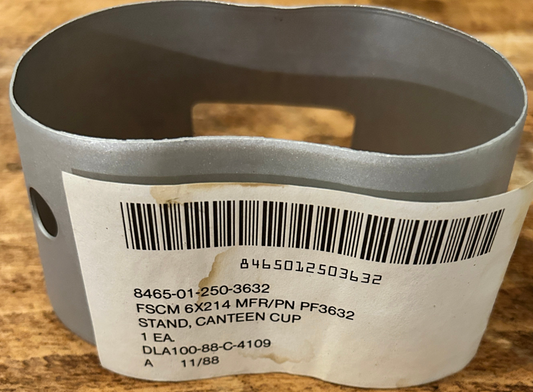 8465012503632
8465-01-250-3632
FSCM 6X214 MFR/PN PF3632
STAND, CANTEEN CUP
1 EA.
DLA100-88-C-4109
A 11/88